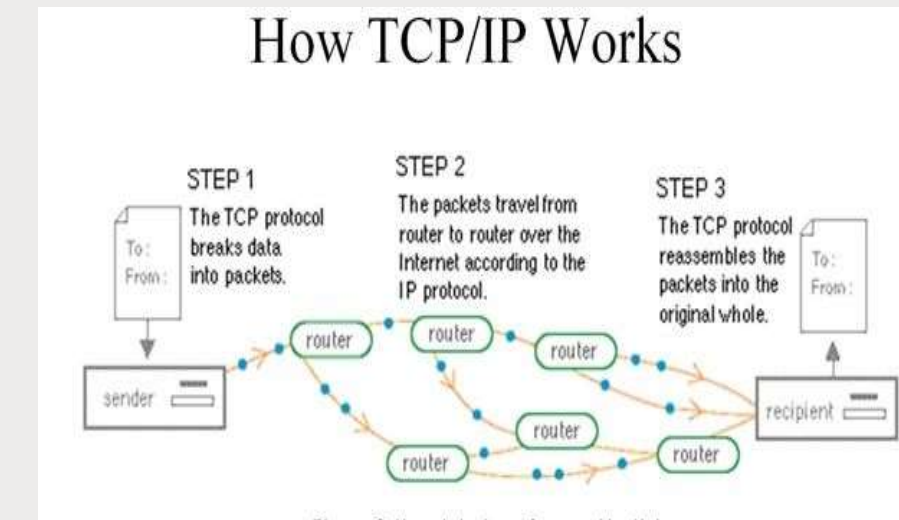 How TCP/IP Works
STEP 1
The TCP protocol
breaks data
into packets.
STEP 2
The packets travel from
router to router over the
Internet according to the
IP protocol.
STEP 3
The TCP protocol
reassembles the
packets into the
original whole.
To:
From:
To:
From:
sender
router
router
router
router
router
router
recipient